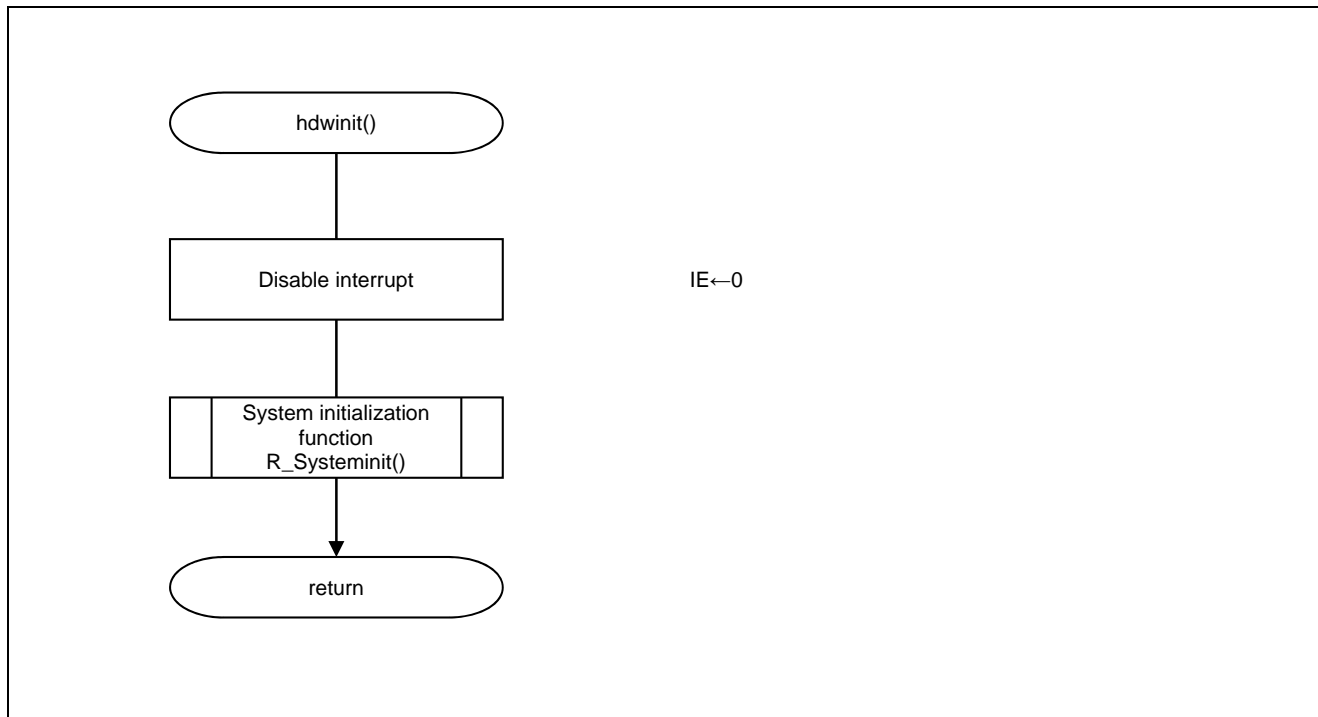 hdwinit()
Disable interrupt
IE←0
System initialization
function
R_Systeminit()
return